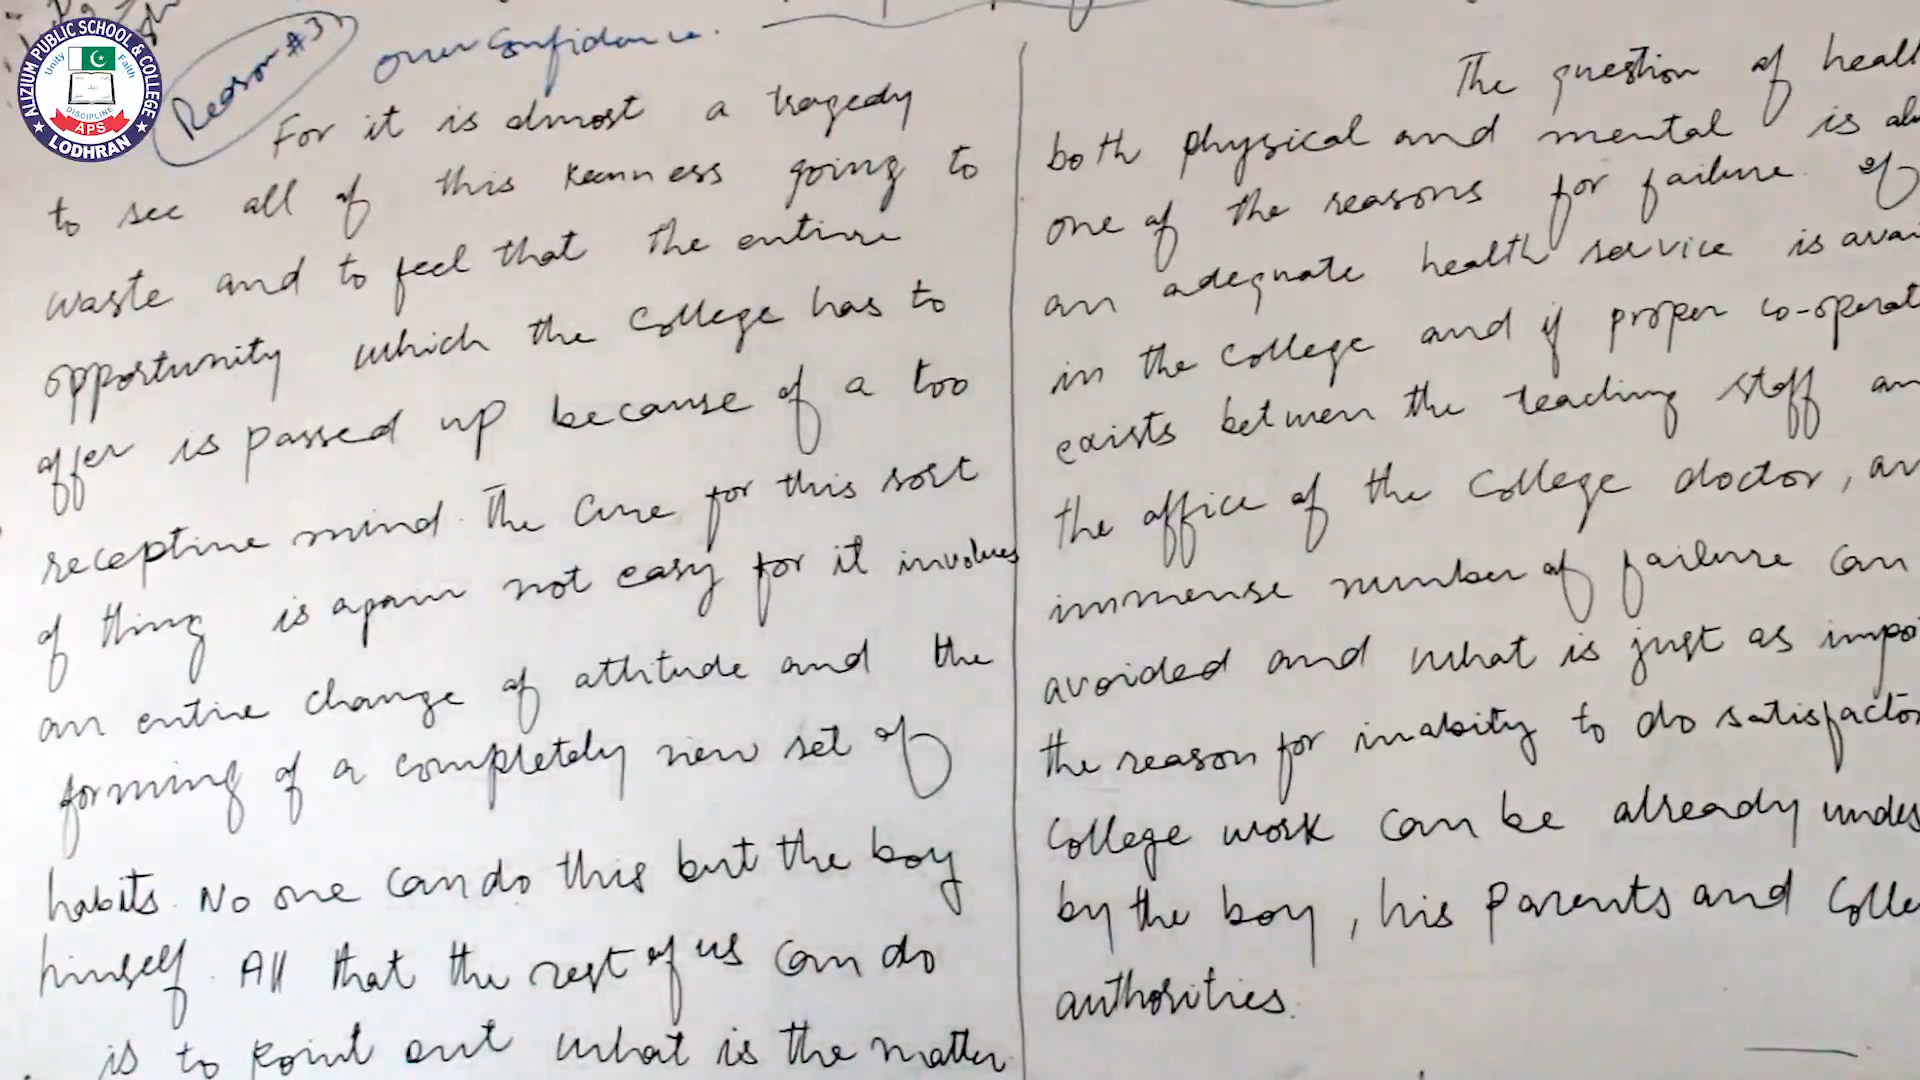 ALIZIUM PUBLIC SCHOOL & COLLEGE
Unity
Faith
DISCIPLINE
APS
LODHRAN
Reason #3
over Confidance.
For it is almost a tragedy
to see all of this keenness going to
waste and to feel that the entire
opportunity which the College has to
offer is passed up because of a too
receptive mind. The Cure for this sort
of thing is again not easy for it involves
an entire change of attitude and the
forming of a completely new set of
habits. No one can do this but the boy
himself. All that the rest of us can do
is to point out what is the matter
The question of healt
both physical and mental is al
one of the reasons for failure. If
an adequate health service is avai
in the college and if proper co-operat
exists between the teaching staff an
the office of the College doctor, an
immense number of failure can
avoided and what is just as impo
the reason for inability to do satisfactor
College work can be already under
by the boy, his parents and Colle
authorities.